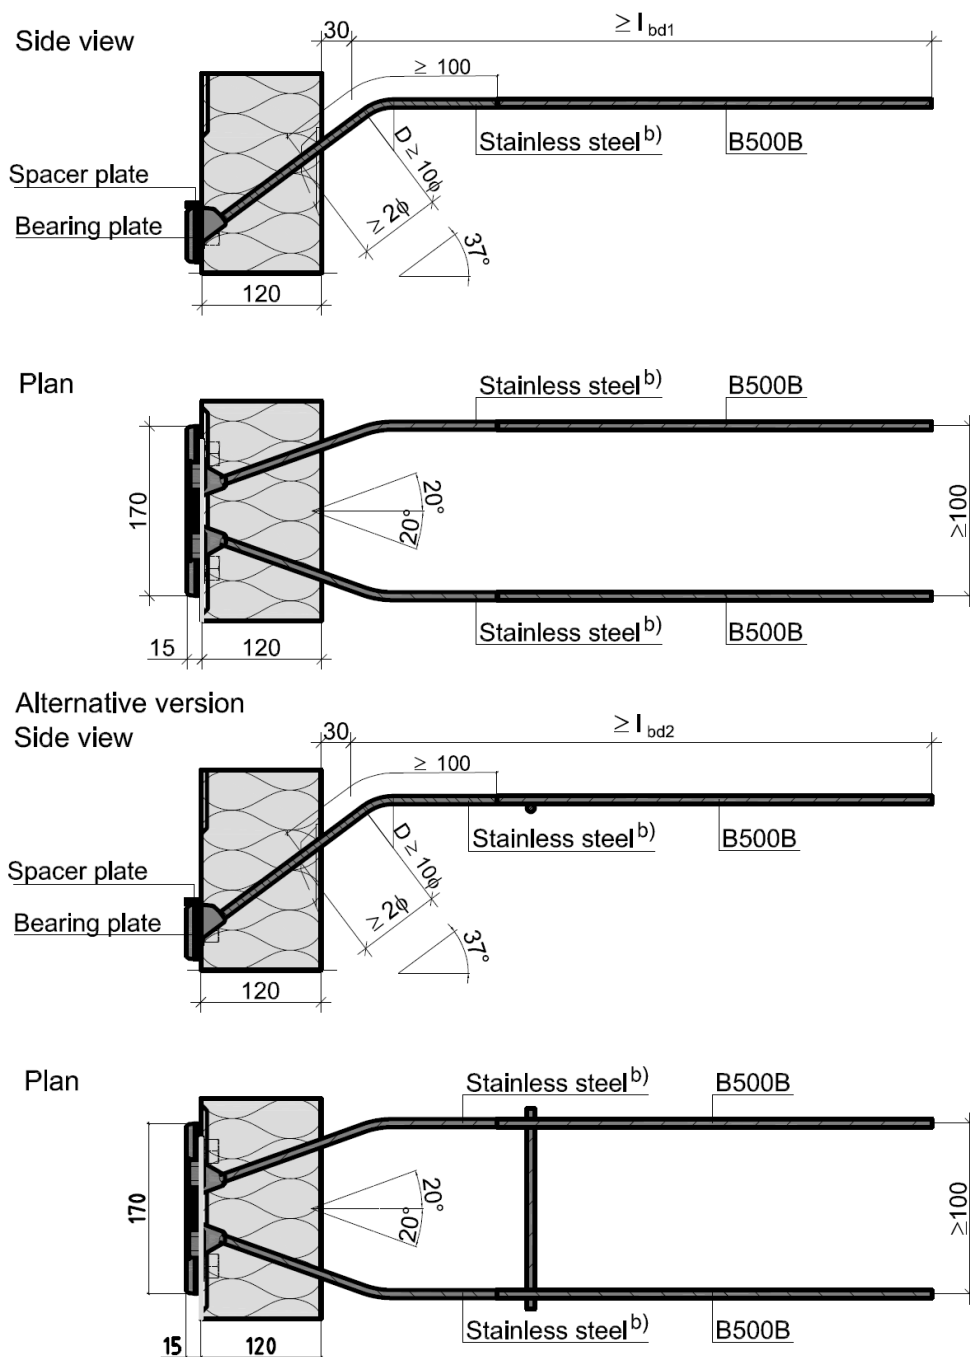 Side view
30
≥ l bd1
≥ 100
Stainless steel b)
B500B
Spacer plate
D ≥ 10ϕ
Bearing plate
≥ 2ϕ
37°
120
Plan
Stainless steel b)
B500B
170
20°
20°
≥100
Stainless steel b)
B500B
15
120
Alternative version
Side view
30
≥ l bd2
≥ 100
Stainless steel b)
B500B
Spacer plate
D ≥ 10ϕ
Bearing plate
≥ 2ϕ
37°
120
Plan
Stainless steel b)
B500B
170
20°
20°
≥100
Stainless steel b)
B500B
15
120